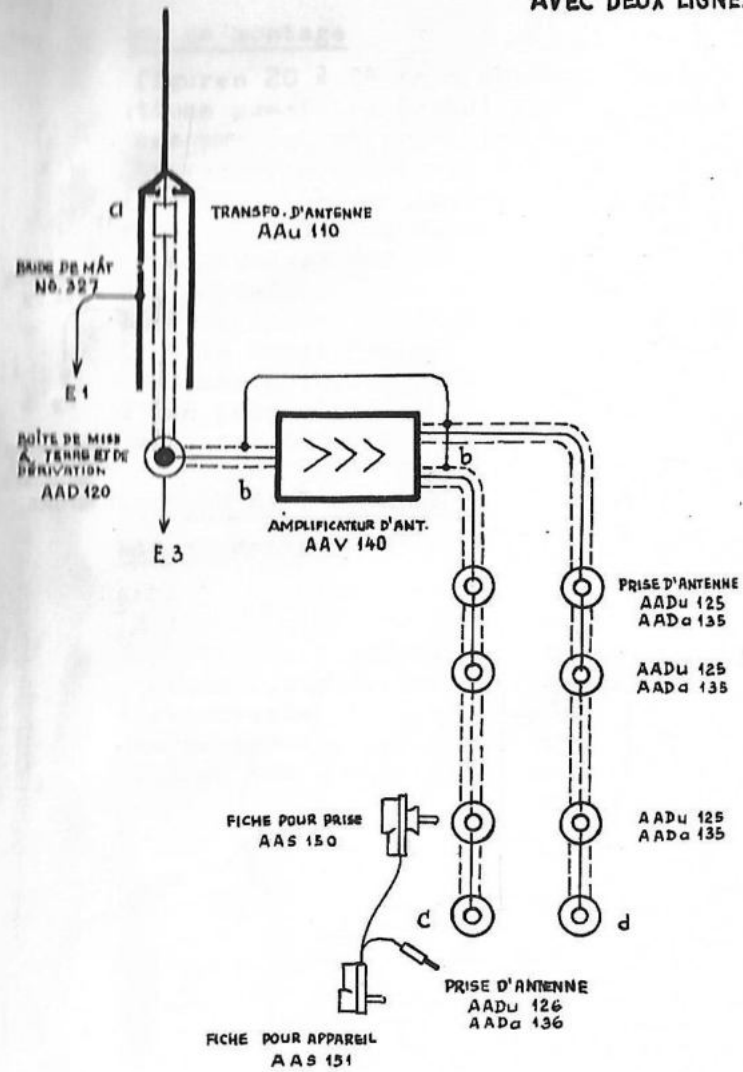 AVEC DEUX LIGNE
montage
a
TRANSFO. D'ANTENNE
AAu 110
BRIDE DE MÂT
NO. 327
E 1
BOÎTE DE MISE
A TERRE ET DE
DÉRIVATION
AAD 120
b
b
AMPLIFICATEUR D'ANT.
AAV 140
E 3
PRISE D'ANTENNE
AADu 125
AADa 135
AADu 125
AADa 135
FICHE POUR PRISE
AAS 150
AADu 125
AADa 135
C
d
PRISE D'ANTENNE
AADu 126
AADa 136
FICHE POUR APPAREIL
AAS 151